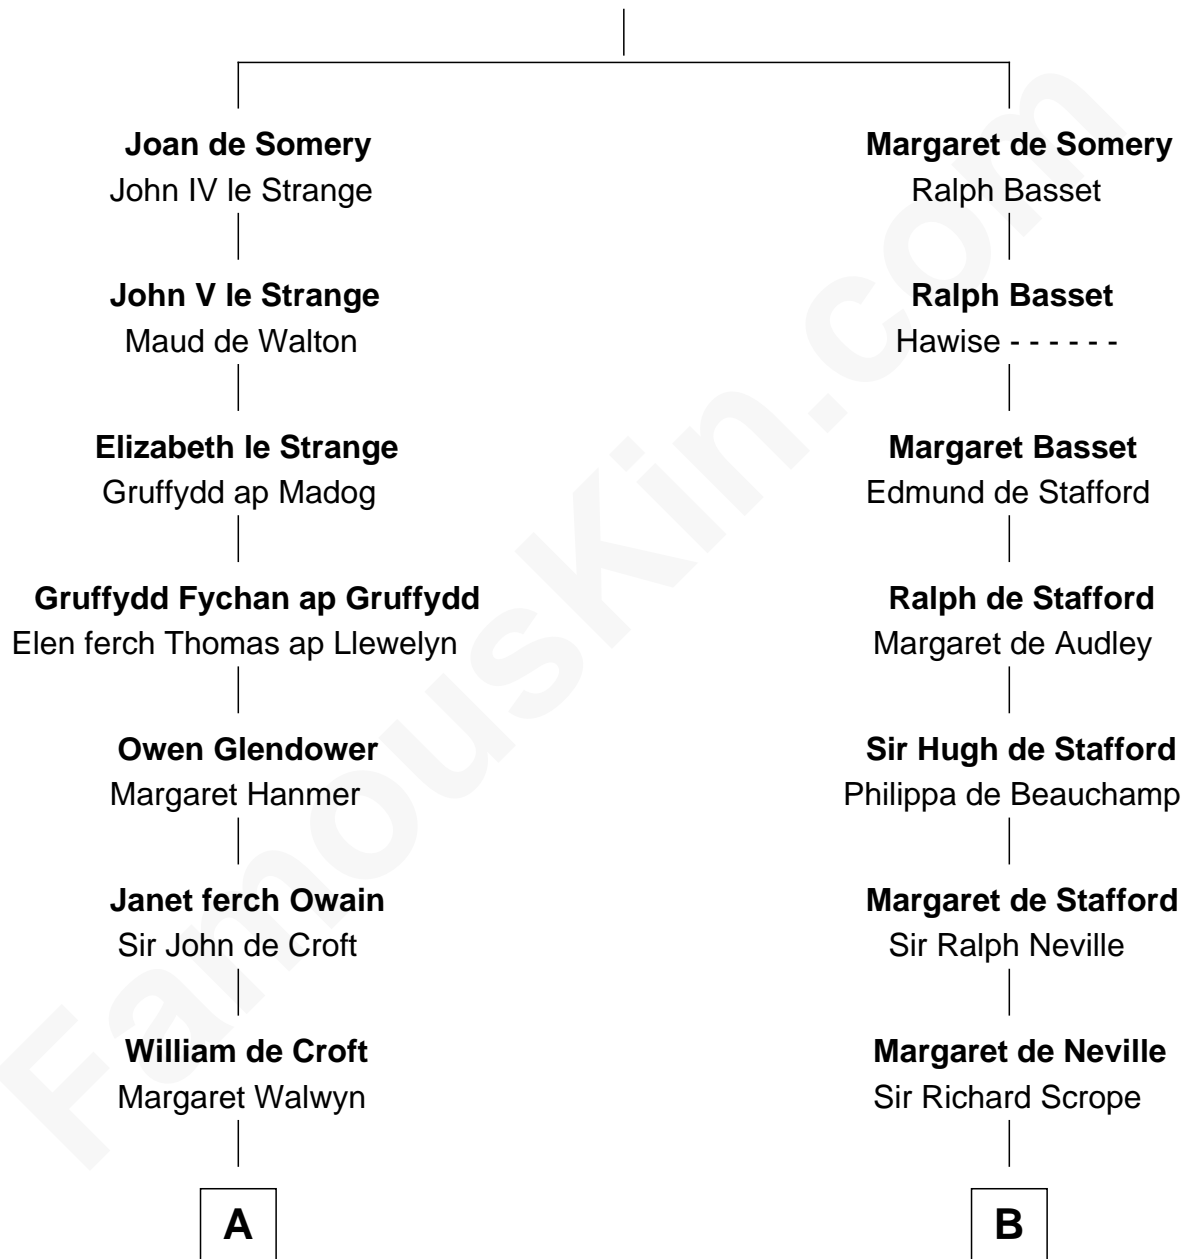 Joan de Somery
John IV le Strange
John V le Strange
Maud de Walton
Elizabeth le Strange
Gruffydd ap Madog
Gruffydd Fychan ap Gruffydd
Elen ferch Thomas ap Llewelyn
Owen Glendower
Margaret Hanmer
Janet ferch Owain
Sir John de Croft
William de Croft
Margaret Walwyn
A
Margaret de Somery
Ralph Basset
Ralph Basset
Hawise - - - - - -
Margaret Basset
Edmund de Stafford
Ralph de Stafford
Margaret de Audley
Sir Hugh de Stafford
Philippa de Beauchamp
Margaret de Stafford
Sir Ralph Neville
Margaret de Neville
Sir Richard Scrope
B
FamousKin.com